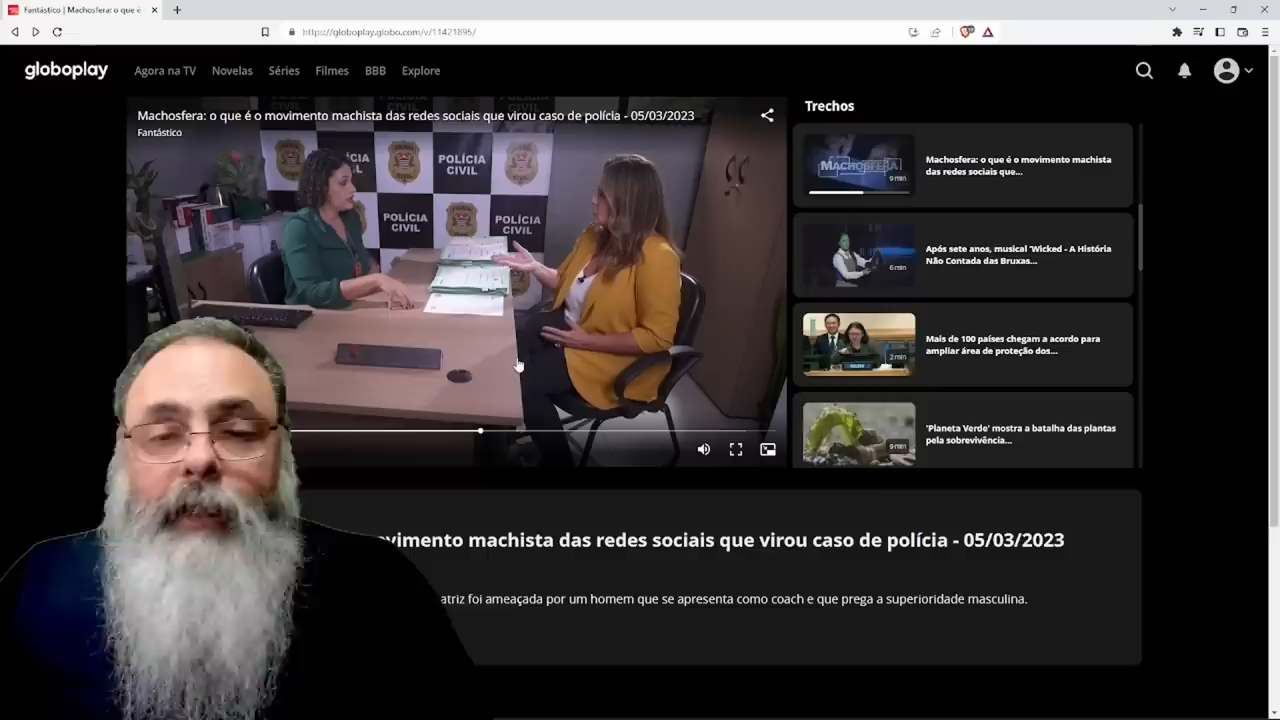 Fantástico | Machosfera: o que é
https://globoplay.globo.com/v/11421895/
globoplay
Agora na TV
Novelas
Séries
Filmes
BBB
Explore
Machosfera: o que é o movimento machista das redes sociais que virou caso de polícia - 05/03/2023
Fantástico
POLÍCIA CIVIL
POLÍCIA CIVIL
POLÍCIA CIVIL
POLÍCIA CIVIL
Trechos
MACHOSFERA
9 min
Machosfera: o que é o movimento machista
das redes sociais que...
6 min
Após sete anos, musical 'Wicked - A História
Não Contada das Bruxas...
2 min
Mais de 100 países chegam a acordo para
ampliar área de proteção dos...
9 min
'Planeta Verde' mostra a batalha das plantas
pela sobrevivência...
vimento machista das redes sociais que virou caso de polícia - 05/03/2023
atriz foi ameaçada por um homem que se apresenta como coach e que prega a superioridade masculina.